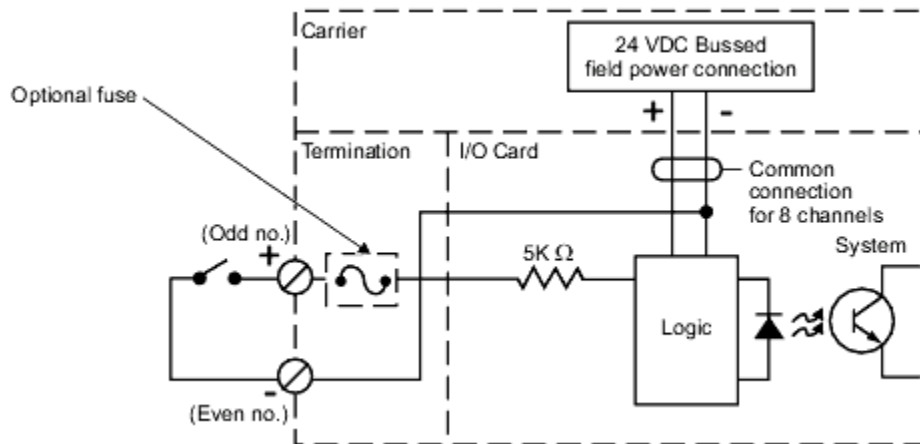 Carrier
24 VDC Bussed
field power connection
Optional fuse
+
-
Termination
I/O Card
Common
connection
for 8 channels
(Odd no.)
+
5K Ω
System
Logic
-
(Even no.)